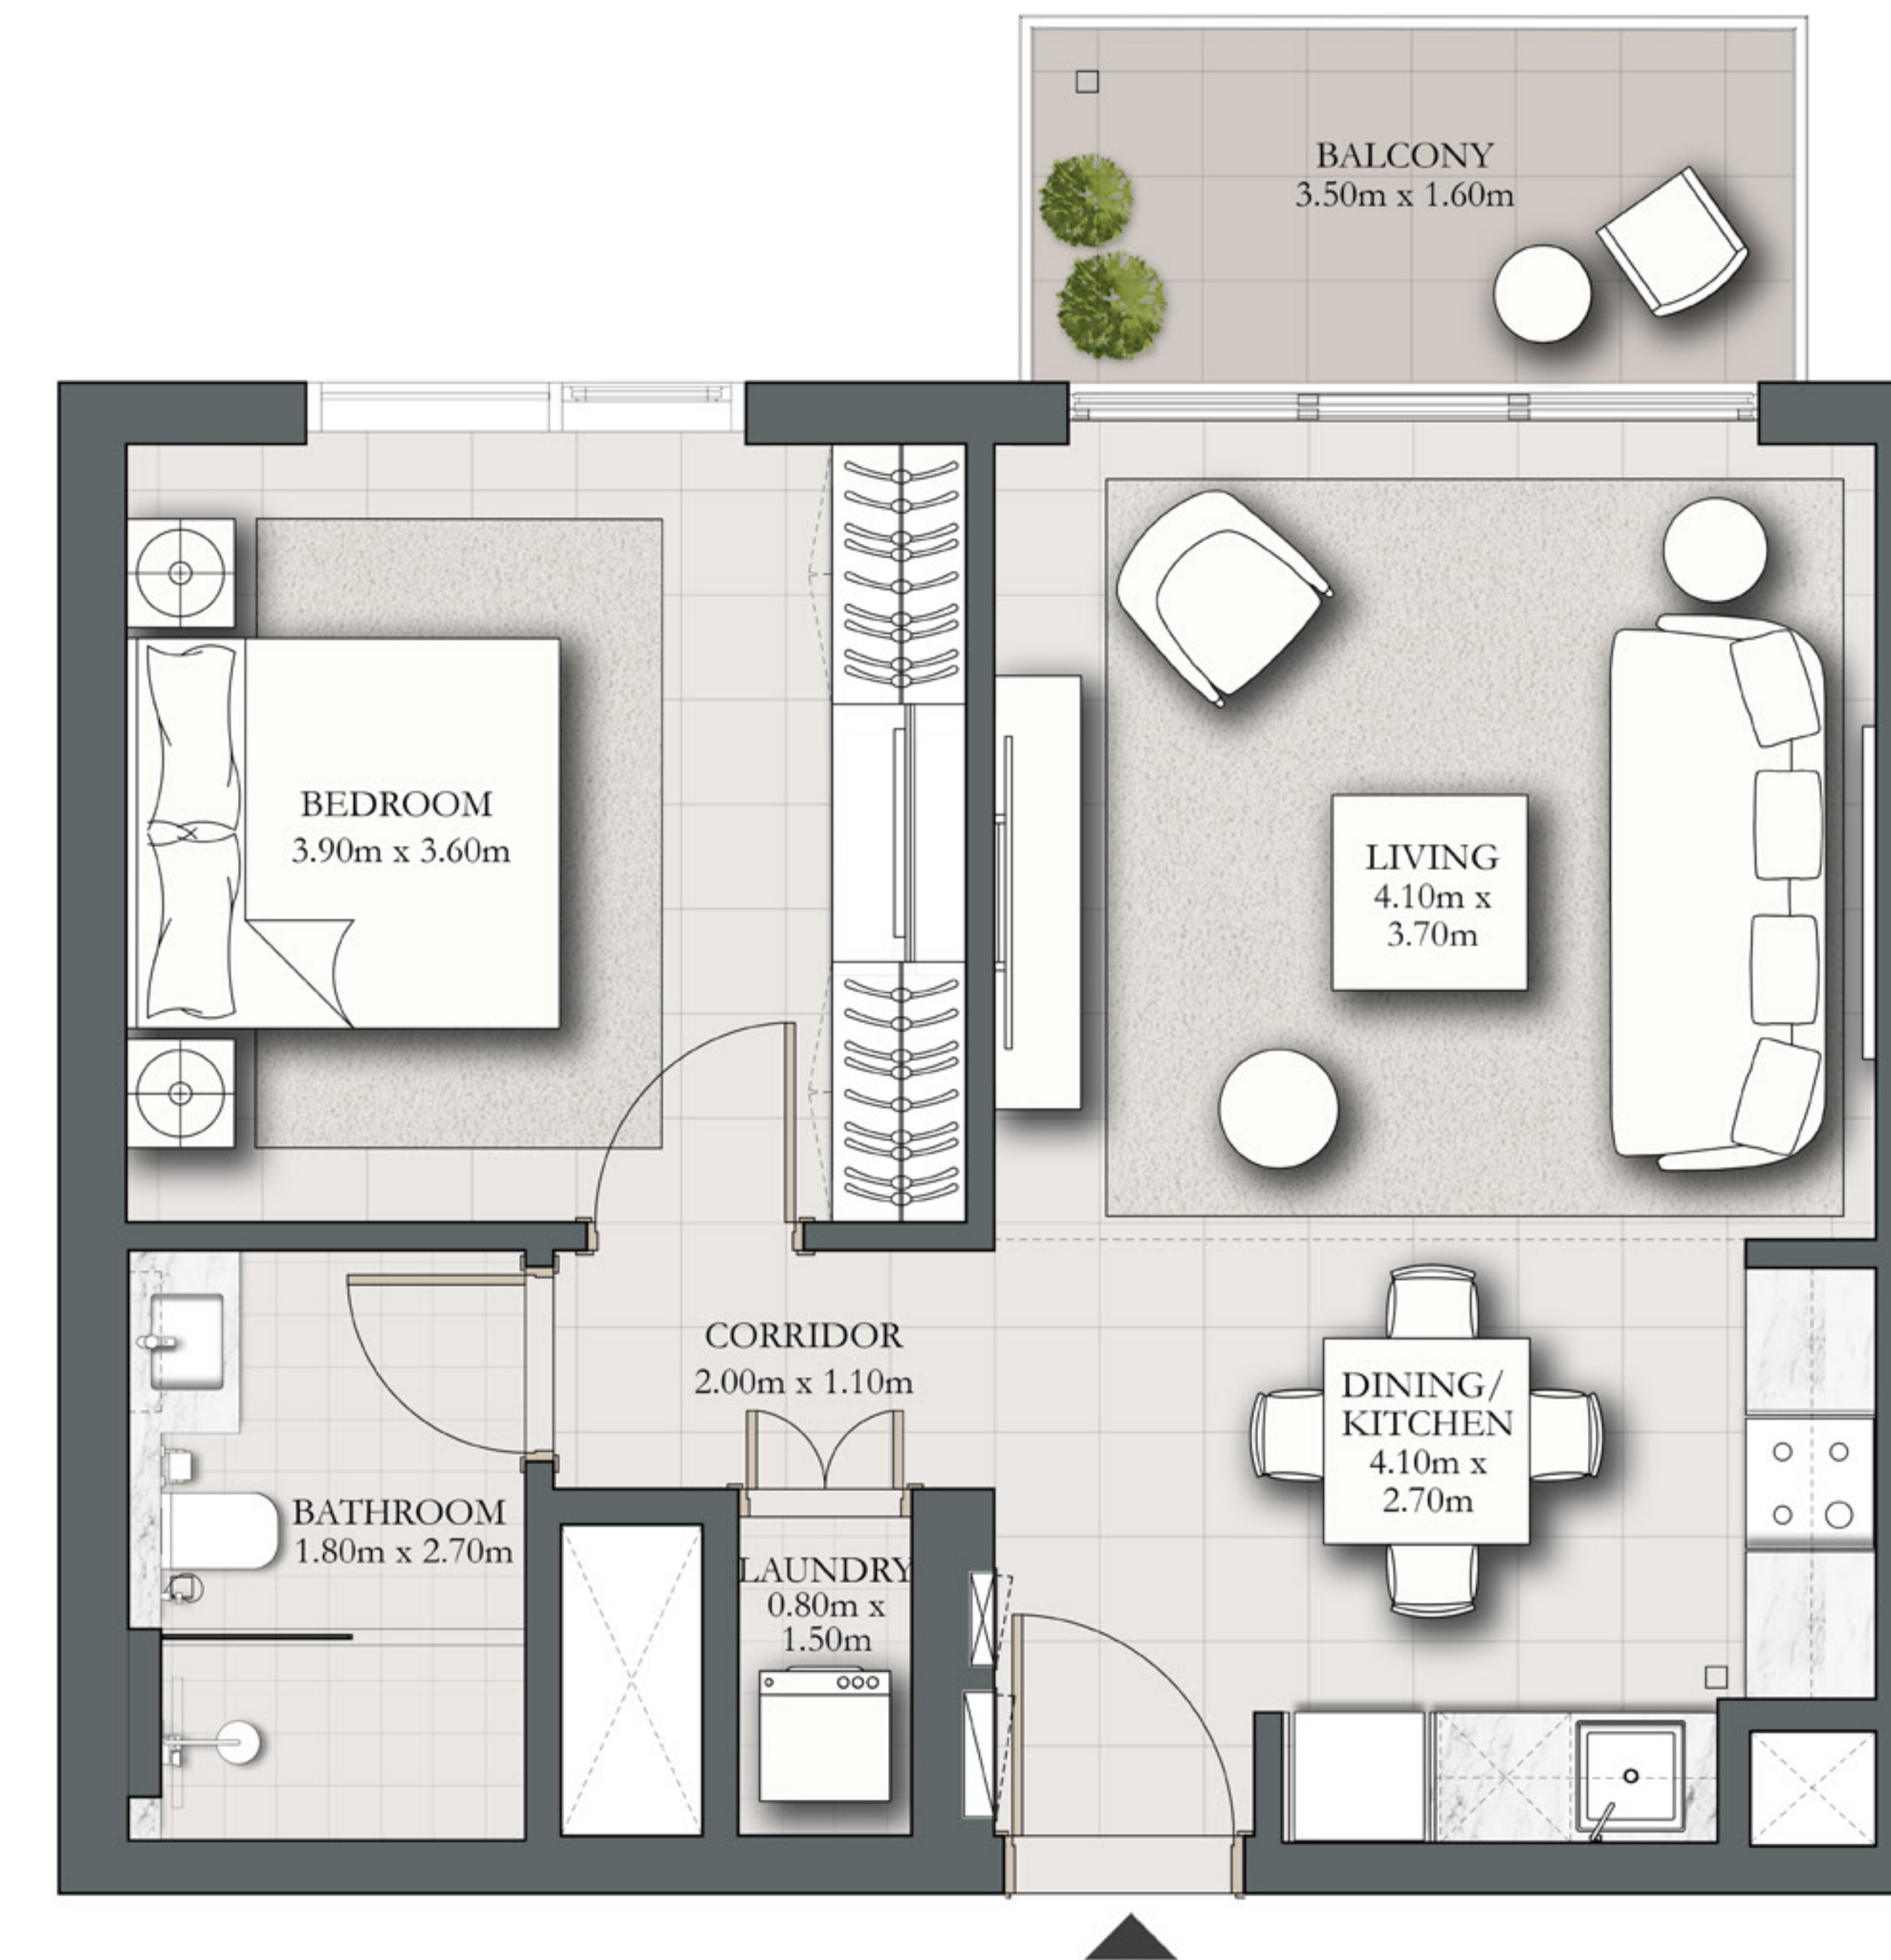 BALCONY
3.50m x 1.60m
BEDROOM
3.90m x 3.60m
LIVING
4.10m x
3.70m
CORRIDOR
2.00m x 1.10m
DINING/
KITCHEN
4.10m x
2.70m
BATHROOM
1.80m x 2.70m
LAUNDRY
0.80m x
1.50m